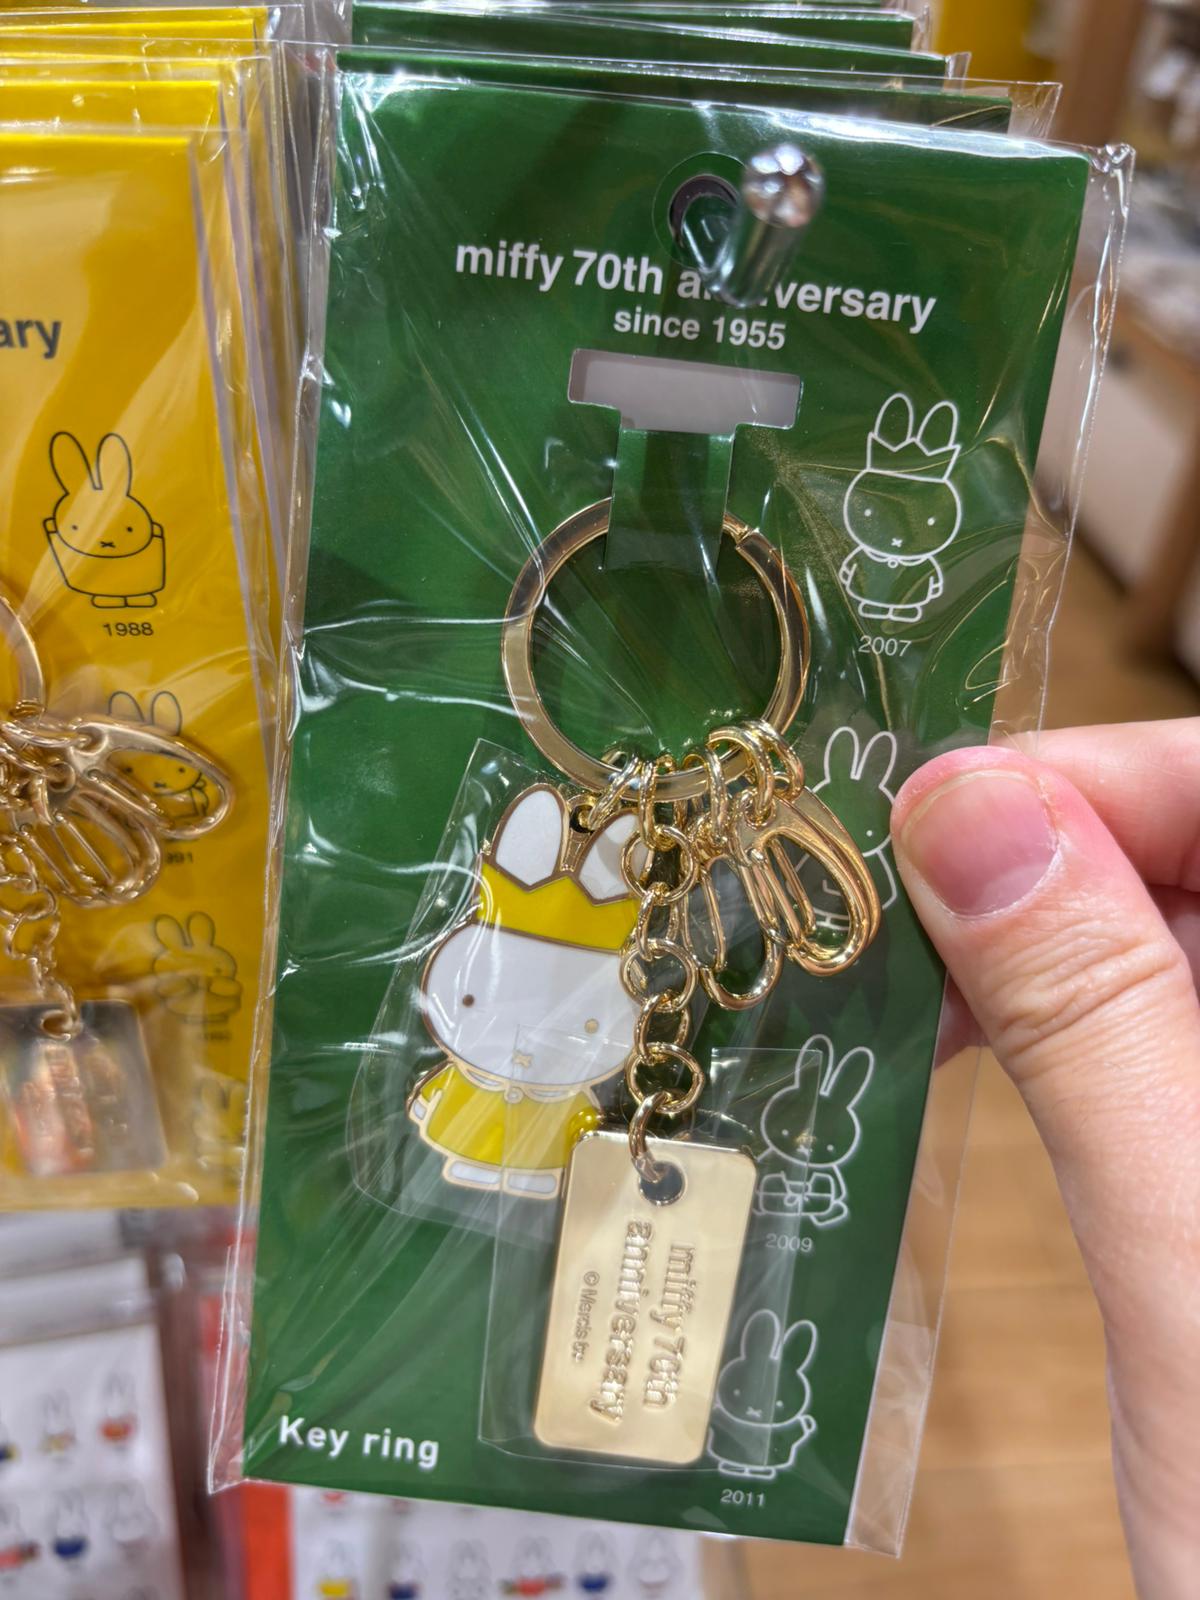 miffy 70th anniversary
since 1955
2007
2009
2011
Key ring
miffy 70th
anniversary
© Mercis bv
ary
1988